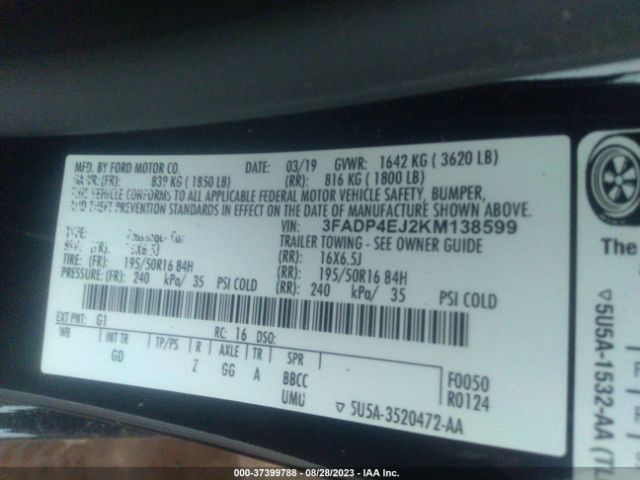 MFD. BY FORD MOTOR CO. DATE: 03/19 GVWR: 1642 KG ( 3620 LB)
(FR): 839 KG ( 1850 LB) (RR): 816 KG ( 1800 LB)
VEHICLE CONFORMS TO ALL APPLICABLE FEDERAL MOTOR VEHICLE SAFETY, BUMPER,
AND THEFT PREVENTION STANDARDS IN EFFECT ON THE DATE OF MANUFACTURE SHOWN ABOVE.
VIN: 3FADP4EJ2KM138599
TYPE: TRAILER TOWING - SEE OWNER GUIDE
(RR): 16X6.5J
TIRE: (FR) 195/50R16 84H (RR): 195/50R16 84H
PRESSURE: (FR) 240 kPa/ 35 PSI COLD (RR): 240 kPa/ 35 PSI COLD
EXT PNT: G1 RC: 16 DSO:
WB INT TR TP/PS R AXLE TR SPR
GD Z GG A BBCC F0050
UMU R0124
▽ 5U5A-3520472-AA
▽ 5U5A-1532-AA (TL
000-37399788 - 08/28/2023 - IAA Inc.